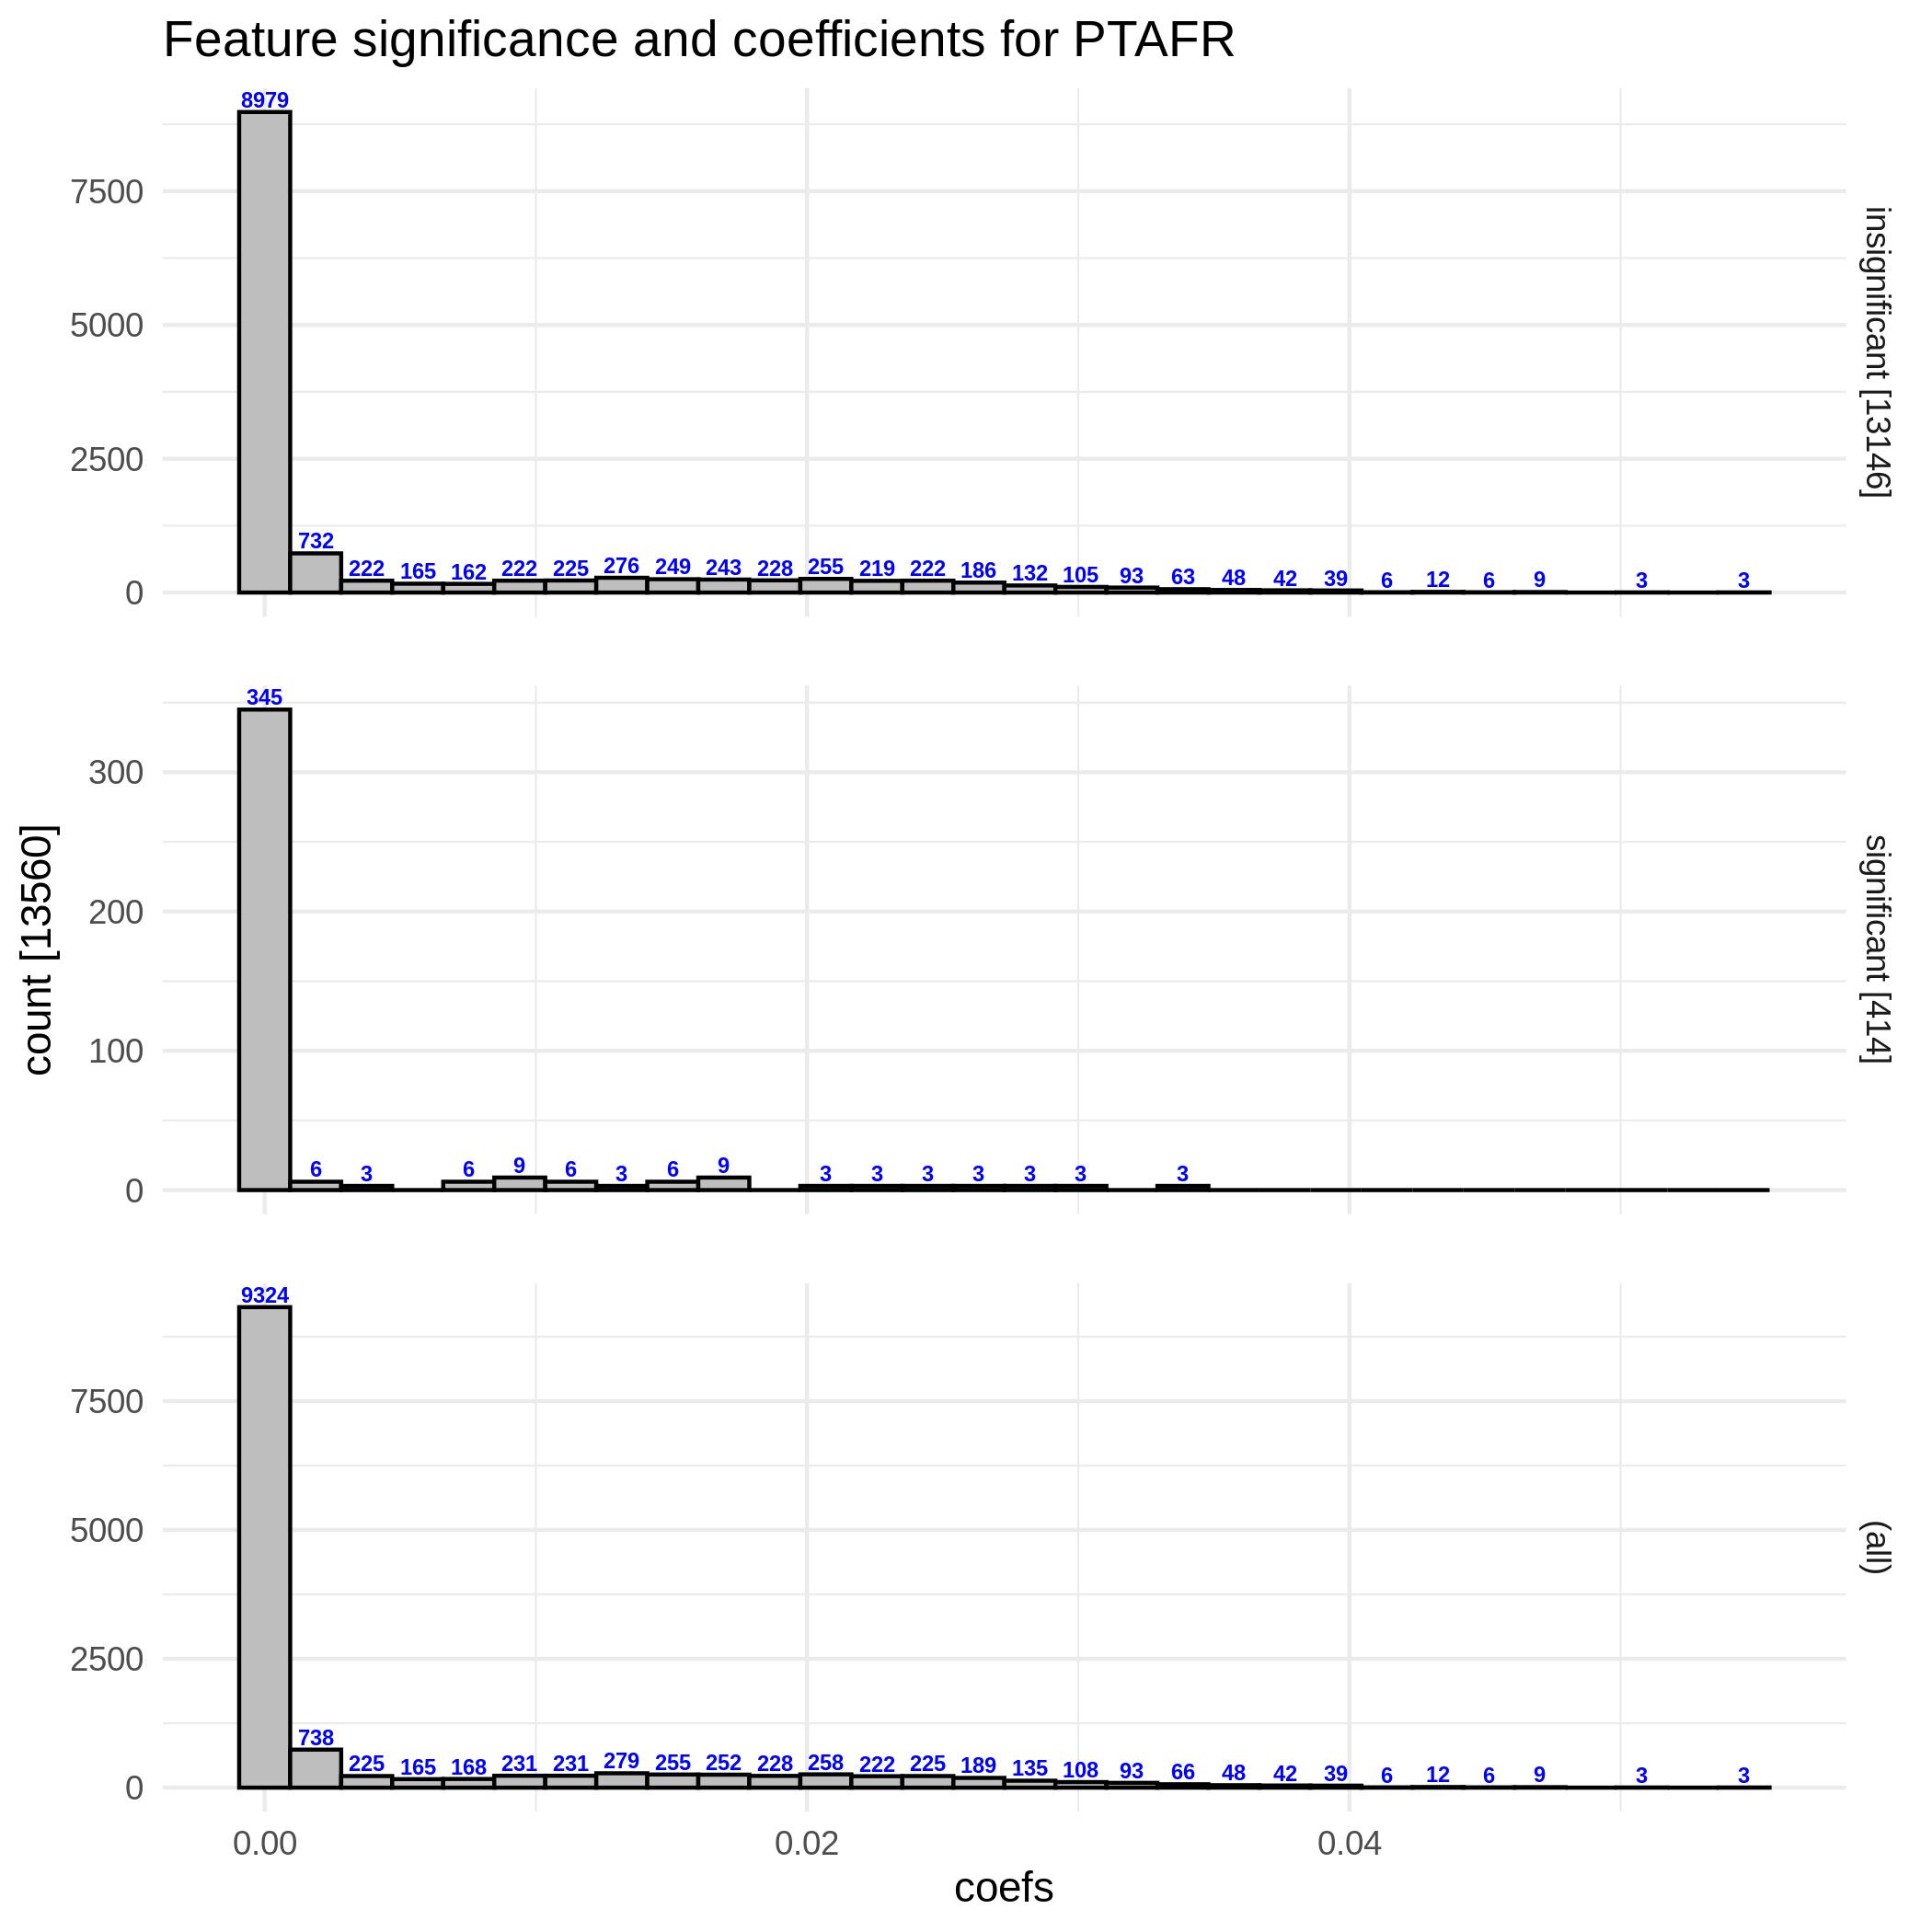 Feature significance and coefficients for PTAFR
8979
7500
5000
2500
732 222 165 162 222 225 276 249 243 228 255 219 222 186 132 105 93 63 48 42 39 6 12 6 9 3 3
0
insignificant [13146]
345
300
200
100
6 3 6 9 6 3 6 9 3 3 3 3 3 3 3
0
significant [414]
count [13560]
9324
7500
5000
2500
738 225 165 168 231 231 279 255 252 228 258 222 225 189 135 108 93 66 48 42 39 6 12 6 9 3 3
0
(all)
0.00 0.02 0.04
coefs